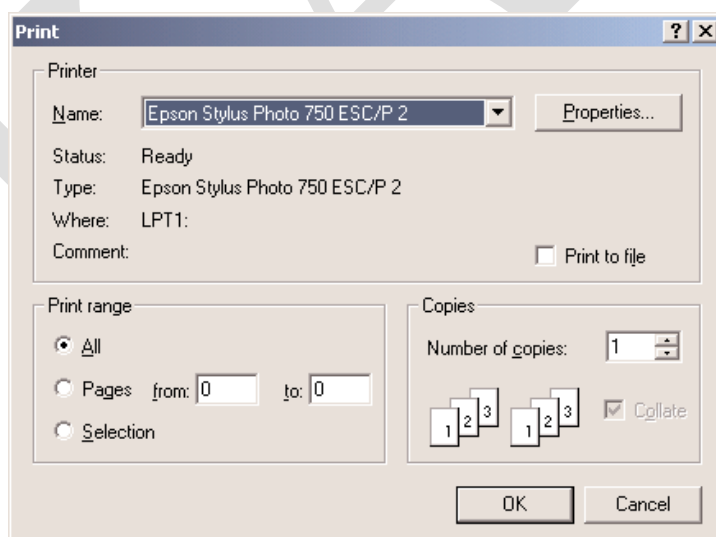 Print
Printer
Name: Epson Stylus Photo 750 ESC/P 2 Properties...
Status: Ready
Type: Epson Stylus Photo 750 ESC/P 2
Where: LPT1:
Comment: Print to file
Print range
All
Pages from: 0 to: 0
Selection
Copies
Number of copies: 1
1 2 3 1 2 3 Collate
OK Cancel